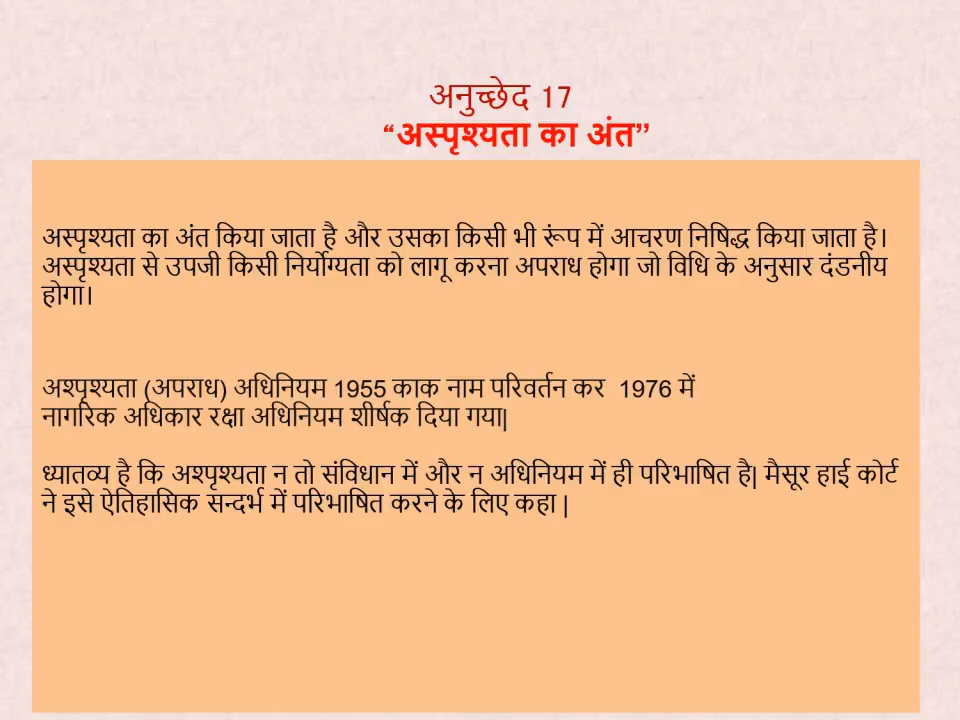 अनुच्छेद 17
“अस्पृश्यता का अंत”
अस्पृश्यता का अंत किया जाता है और उसका किसी भी रूंप में आचरण निषिद्ध किया जाता है।
अस्पृश्यता से उपजी किसी निर्योग्यता को लागू करना अपराध होगा जो विधि के अनुसार दंडनीय
होगा।
अश्पृश्यता (अपराध) अधिनियम 1955 काक नाम परिवर्तन कर 1976 में
नागरिक अधिकार रक्षा अधिनियम शीर्षक दिया गया|
ध्यातव्य है कि अश्पृश्यता न तो संविधान में और न अधिनियम में ही परिभाषित है| मैसूर हाई कोर्ट
ने इसे ऐतिहासिक सन्दर्भ में परिभाषित करने के लिए कहा |